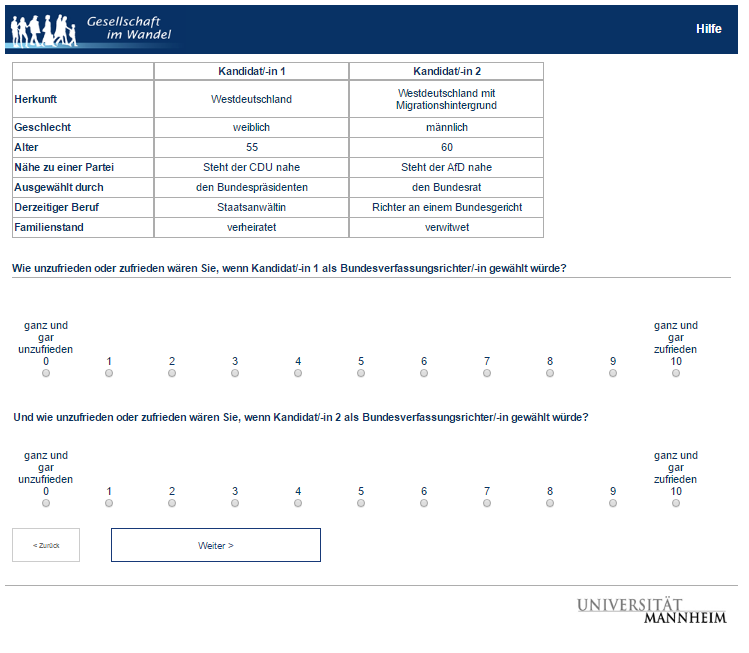 Gesellschaft
im Wandel
Hilfe
Kandidat/-in 1 Kandidat/-in 2
Herkunft Westdeutschland Westdeutschland mit
Migrationshintergrund
Geschlecht weiblich männlich
Alter 55 60
Nähe zu einer Partei Steht der CDU nahe Steht der AfD nahe
Ausgewählt durch den Bundespräsidenten den Bundesrat
Derzeitiger Beruf Staatsanwältin Richter an einem Bundesgericht
Familienstand verheiratet verwitwet
Wie unzufrieden oder zufrieden wären Sie, wenn Kandidat/-in 1 als Bundesverfassungsrichter/-in gewählt würde?
ganz und ganz und
gar gar
unzufrieden zufrieden
0 1 2 3 4 5 6 7 8 9 10
Und wie unzufrieden oder zufrieden wären Sie, wenn Kandidat/-in 2 als Bundesverfassungsrichter/-in gewählt würde?
ganz und ganz und
gar gar
unzufrieden zufrieden
0 1 2 3 4 5 6 7 8 9 10
< Zurück Weiter >
UNIVERSITÄT
MANNHEIM